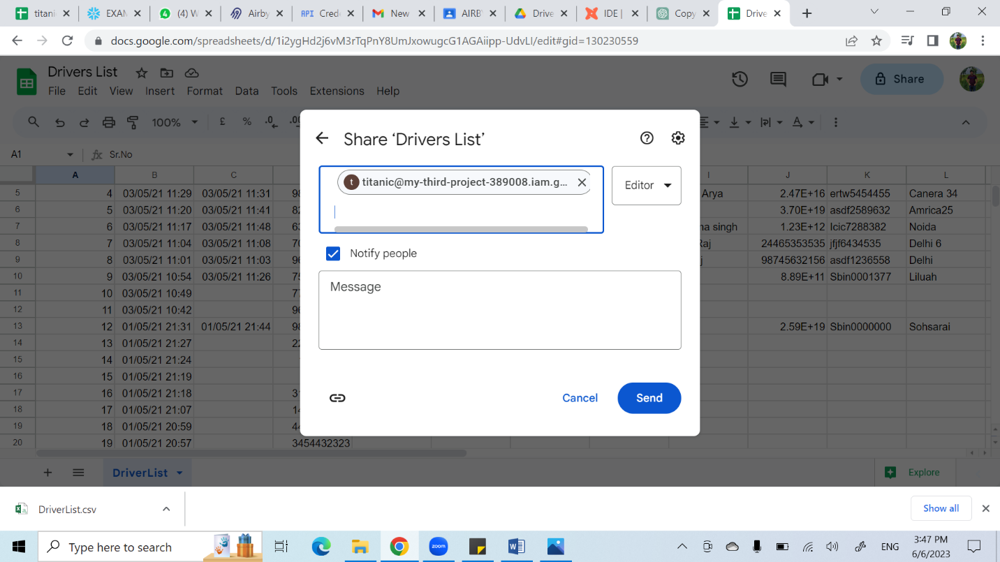 titani
EXAM
(4) W
Airby
API
Crede
New
AIRBY
Drive
IDE |
Copy
Drive
docs.google.com/spreadsheets/d/1i2ygHd2j6vM3rTqPnY8UmJxowugcG1AGAiipp-UdvLI/edit#gid=130230559
Drivers List
File Edit View Insert Format Data Tools Extensions Help
Share
100% £ % .0 .00
A1 fx Sr.No
A B C I J K L
5 4 03/05/21 11:29 03/05/21 11:31 98 Arya 2.47E+16 ertw5454455 Canera 34
6 5 03/05/21 11:20 03/05/21 11:41 82 3.70E+19 asdf2589632 Amrica25
7 6 03/05/21 11:17 03/05/21 11:48 63 na singh 1.23E+12 Icic7288382 Noida
8 7 03/05/21 11:04 03/05/21 11:08 70 Raj 24465353535 jfjf6434535 Delhi 6
9 8 03/05/21 11:01 03/05/21 11:03 96 j 98745632156 asdf1236558 Delhi
10 9 03/05/21 10:54 03/05/21 11:26 75 8.89E+11 Sbin0001377 Liluah
11 10 03/05/21 10:49 77
12 11 03/05/21 10:42 96
13 12 01/05/21 21:31 01/05/21 21:44 98 2.59E+19 Sbin0000000 Sohsarai
14 13 01/05/21 21:27 22
15 14 01/05/21 21:24
16 15 01/05/21 21:19
17 16 01/05/21 21:18 31
18 17 01/05/21 21:07 14
19 18 01/05/21 20:59 44
20 19 01/05/21 20:57 3454432323
Share ‘Drivers List’
t titanic@my-third-project-389008.iam.g...
Editor
Notify people
Message
Cancel
Send
DriverList
Explore
DriverList.csv
Show all
Type here to search
zoom
ENG
3:47 PM
6/6/2023